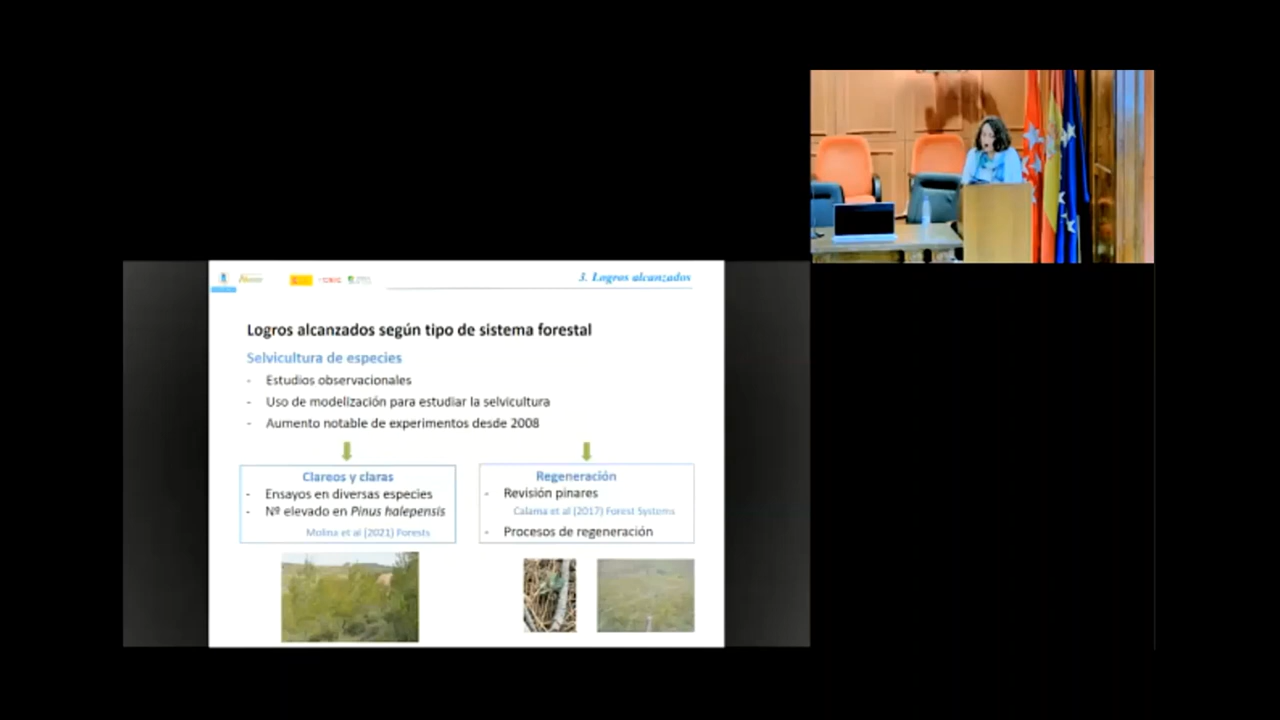 3. Logros alcanzados
Logros alcanzados según tipo de sistema forestal
Selvicultura de especies
- Estudios observacionales
- Uso de modelización para estudiar la selvicultura
- Aumento notable de experimentos desde 2008
Clareos y claras
- Ensayos en diversas especies
- Nº elevado en Pinus halepensis
Molina et al (2021) Forests
Regeneración
- Revisión pinares
Calama et al (2017) Forest Systems
- Procesos de regeneración